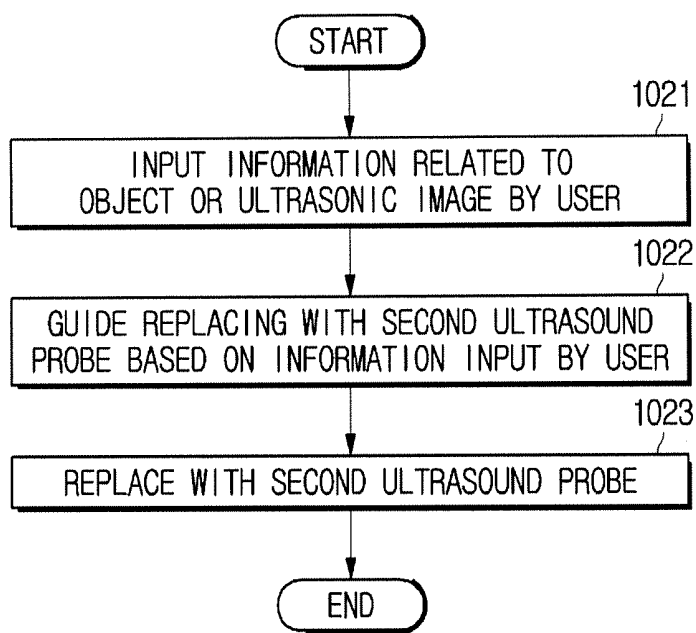 START
1021
INPUT INFORMATION RELATED TO
OBJECT OR ULTRASONIC IMAGE BY USER
1022
GUIDE REPLACING WITH SECOND ULTRASOUND
PROBE BASED ON INFORMATION INPUT BY USER
1023
REPLACE WITH SECOND ULTRASOUND PROBE
END